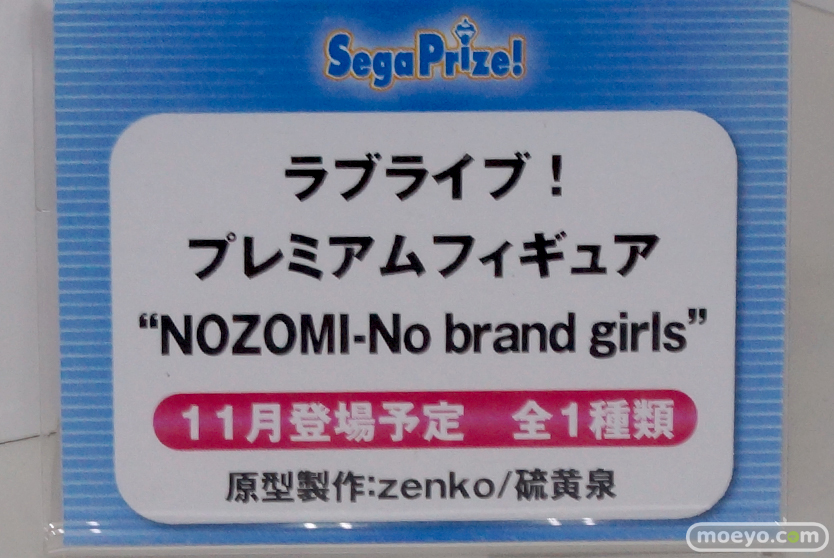 SegaPrize!
ラブライブ！
プレミアムフィギュア
“NOZOMI-No brand girls”
11月登場予定　全1種類
原型製作:zenko/硫黄泉
moeyo.com